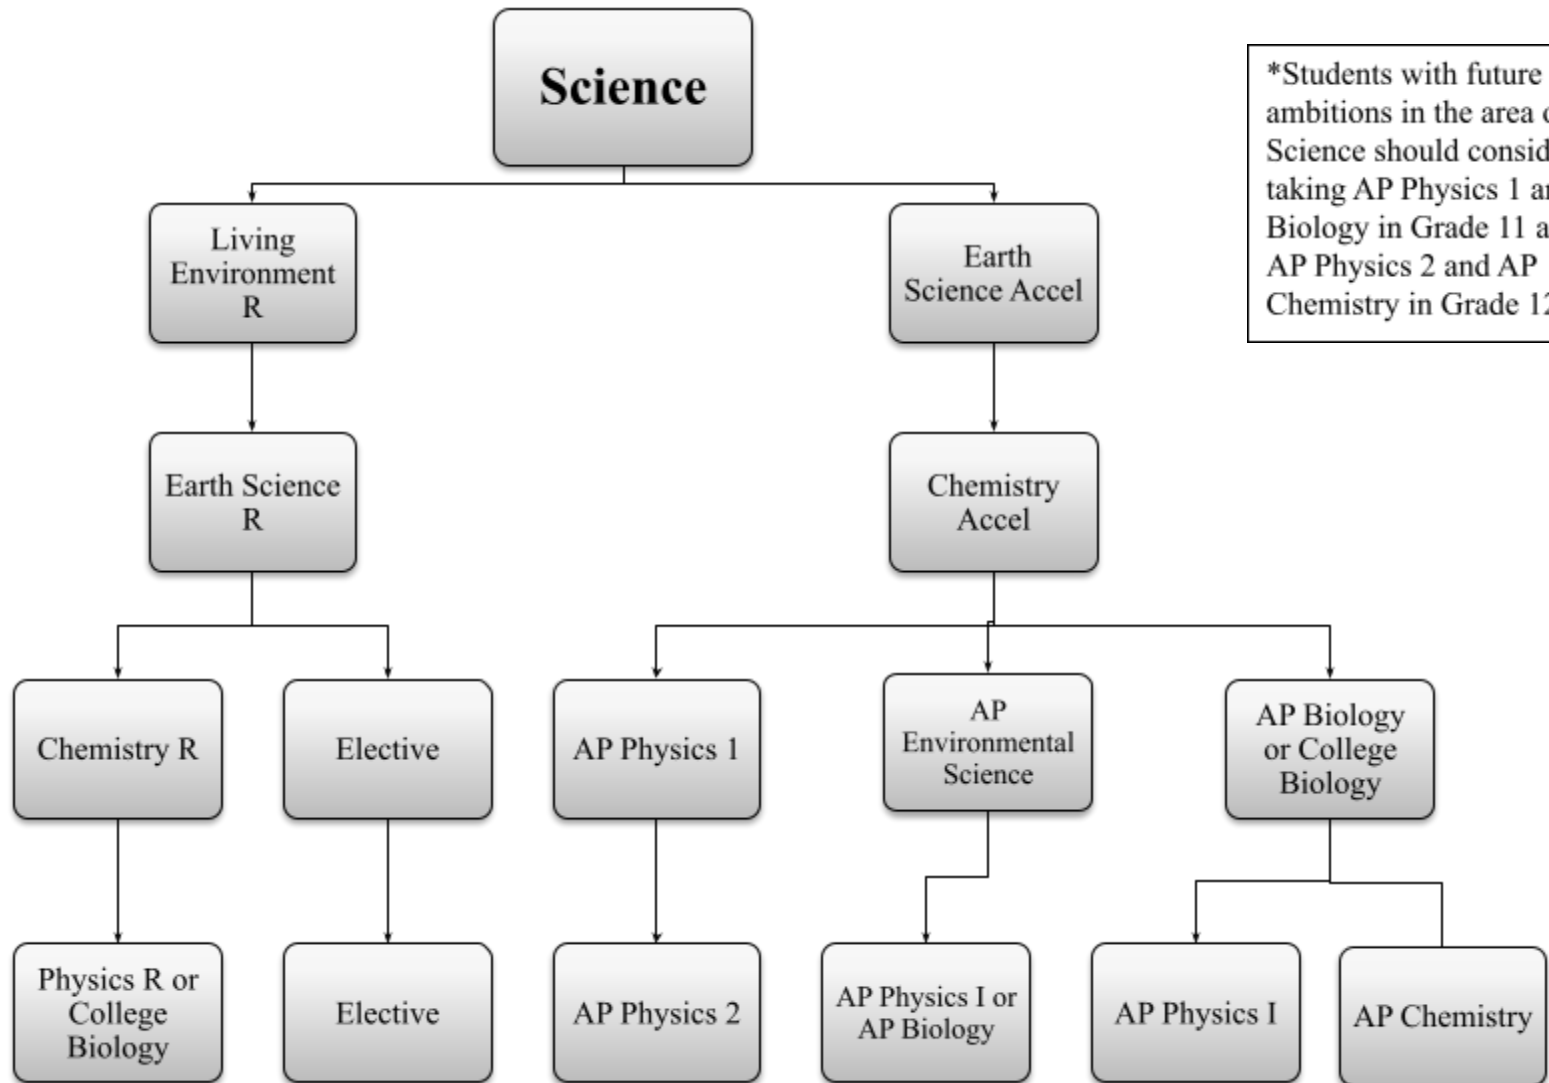 Science
*Students with future
ambitions in the area
Science should
taking AP Physics 1
Biology in Grade 11
AP Physics 2 and AP
Chemistry in Grade
Living
Environment
R
Earth
Science Accel
Earth Science
R
Chemistry
Accel
Chemistry R
Elective
AP Physics 1
AP
Environmental
Science
AP Biology
or College
Biology
Physics R or
College
Biology
Elective
AP Physics 2
AP Physics I or
AP Biology
AP Physics I
AP Chemistry